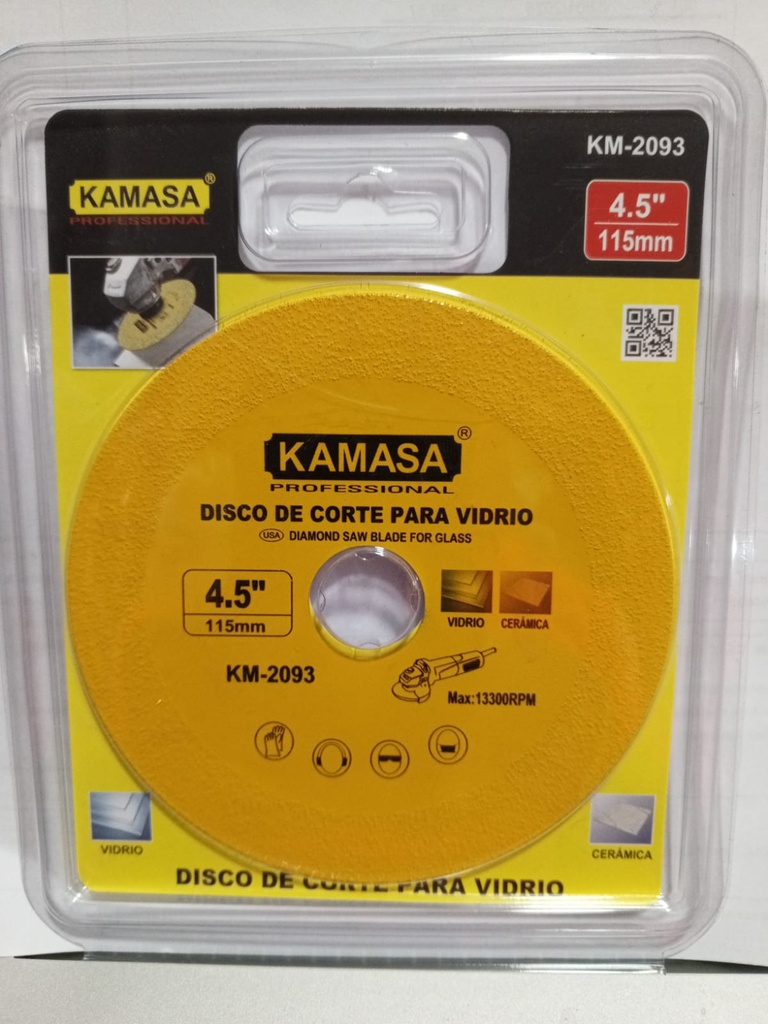 KM-2093
KAMASA®
PROFESSIONAL
4.5"
115mm
KAMASA®
PROFESSIONAL
DISCO DE CORTE PARA VIDRIO
USA DIAMOND SAW BLADE FOR GLASS
4.5"
115mm
VIDRIO
CERÁMICA
KM-2093
Max:13300RPM
VIDRIO
CERÁMICA
DISCO DE CORTE PARA VIDRIO